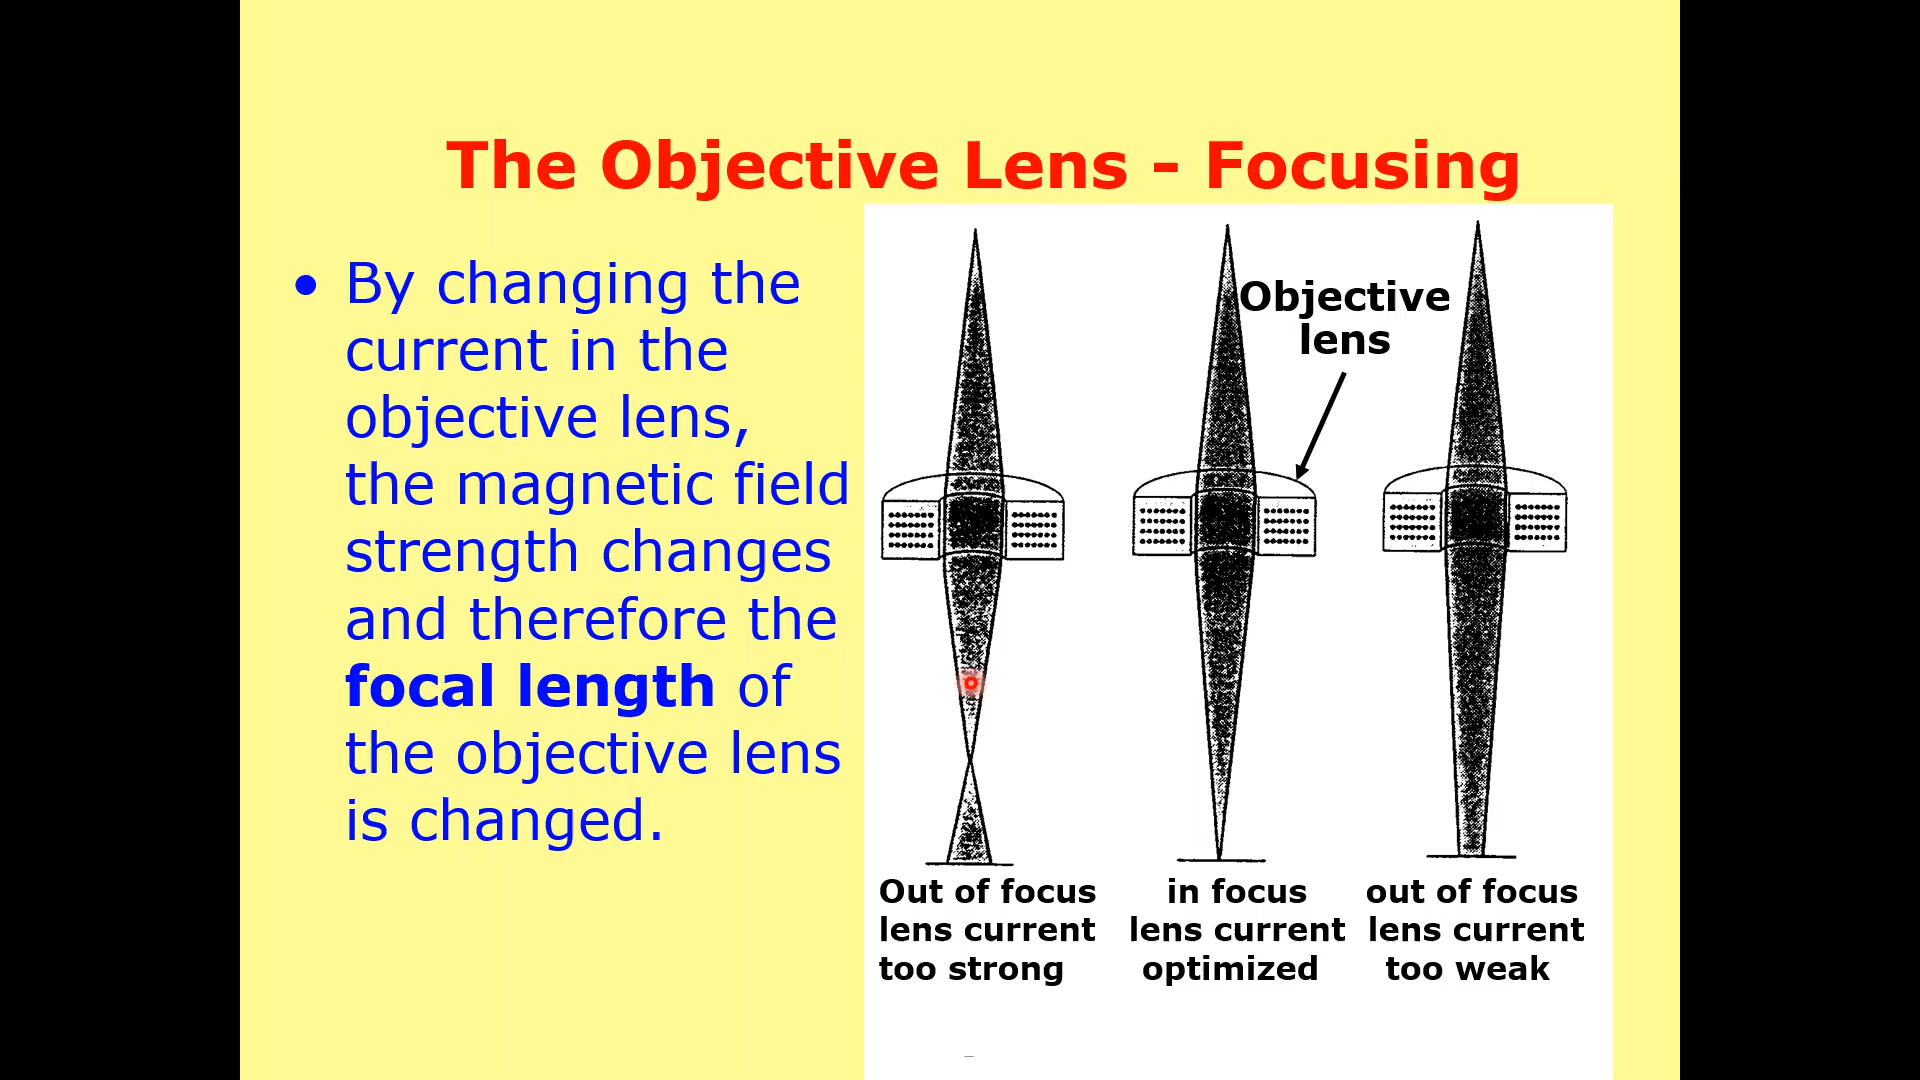 The Objective Lens - Focusing
• By changing the
current in the
objective lens,
the magnetic field
strength changes
and therefore the
focal length of
the objective lens
is changed.
Objective
lens
Out of focus
lens current
too strong
in focus
lens current
optimized
out of focus
lens current
too weak